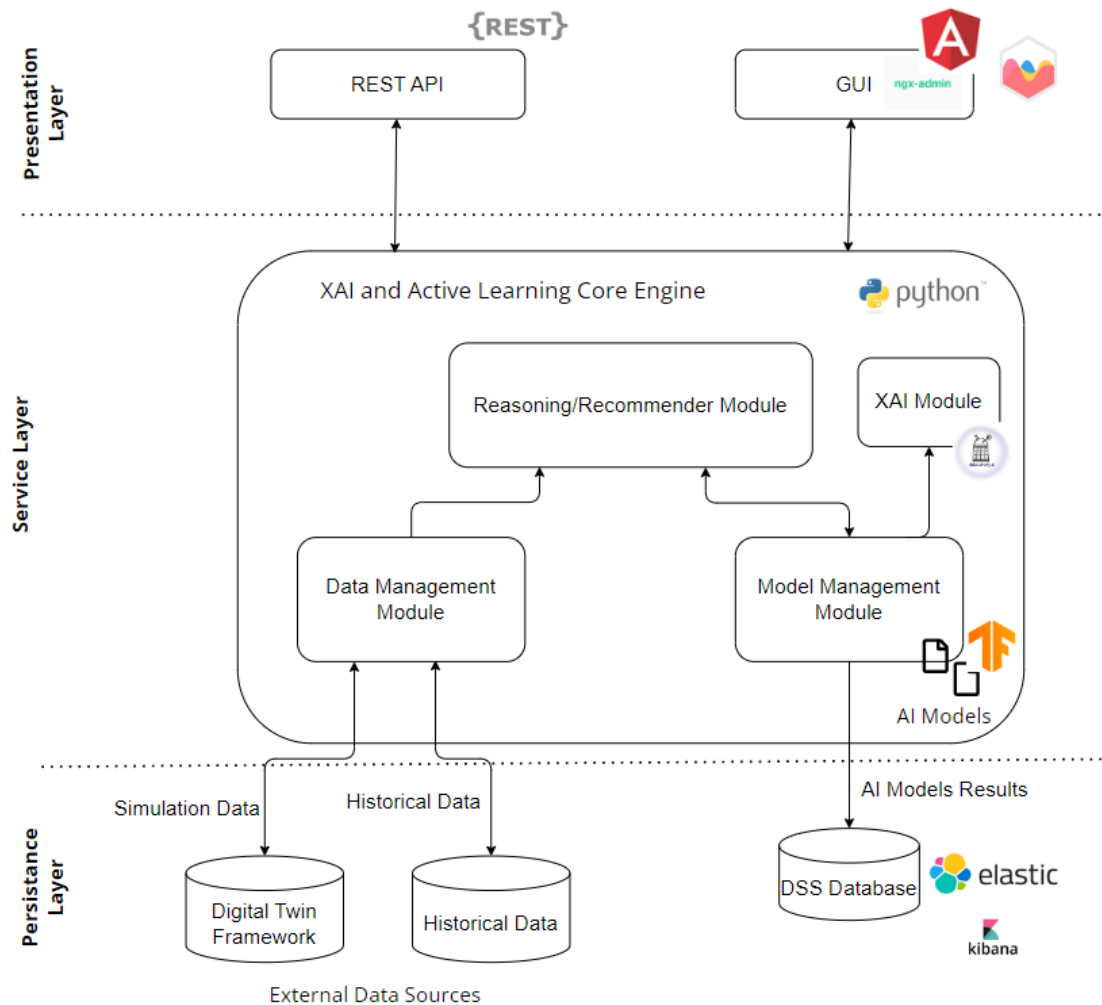 {REST}
REST API
GUI
ngx-admin
Presentation
Layer
XAI and Active Learning Core Engine
python™
Reasoning/Recommender Module
XAI Module
Service Layer
Data Management
Module
Model Management
Module
AI Models
Simulation Data
Historical Data
AI Models Results
Persistance
Layer
Digital Twin
Framework
Historical Data
DSS Database
elastic
kibana
External Data Sources